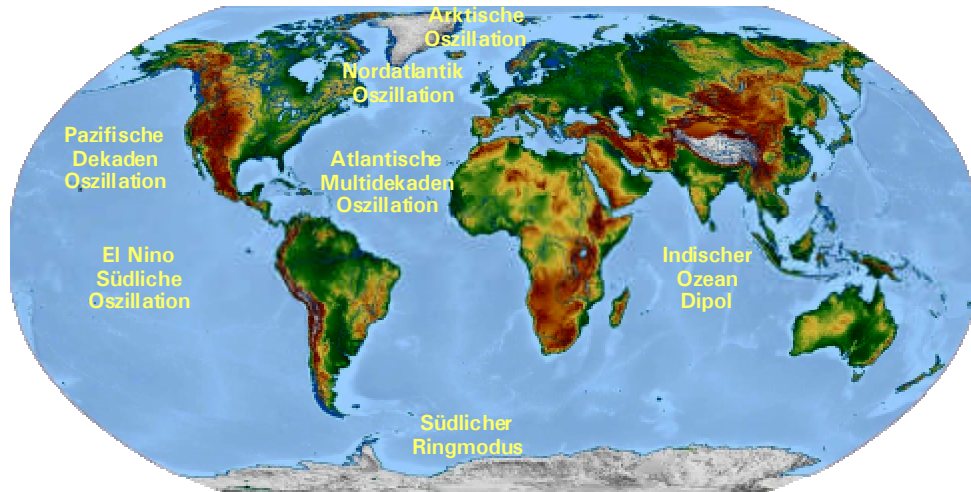 Arktische
Oszillation
Nordatlantik
Oszillation
Pazifische
Dekaden
Oszillation
Atlantische
Multidekaden
Oszillation
El Nino
Südliche
Oszillation
Indischer
Ozean
Dipol
Südlicher
Ringmodus